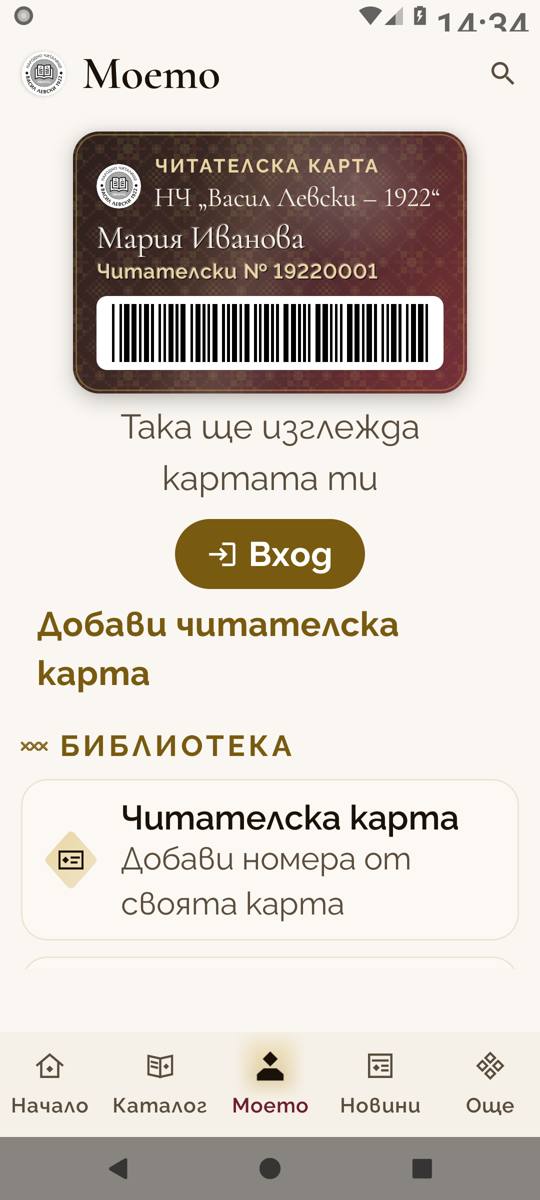 14:34
Моето
ЧИТАТЕЛСКА КАРТА
НЧ „Васил Левски – 1922“
Мария Иванова
Читателски № 19220001
Така ще изглежда
картата ти
Вход
Добави читателска
карта
БИБЛИОТЕКА
Читателска карта
Добави номера от
своята карта
Начало
Каталог
Моето
Новини
Още